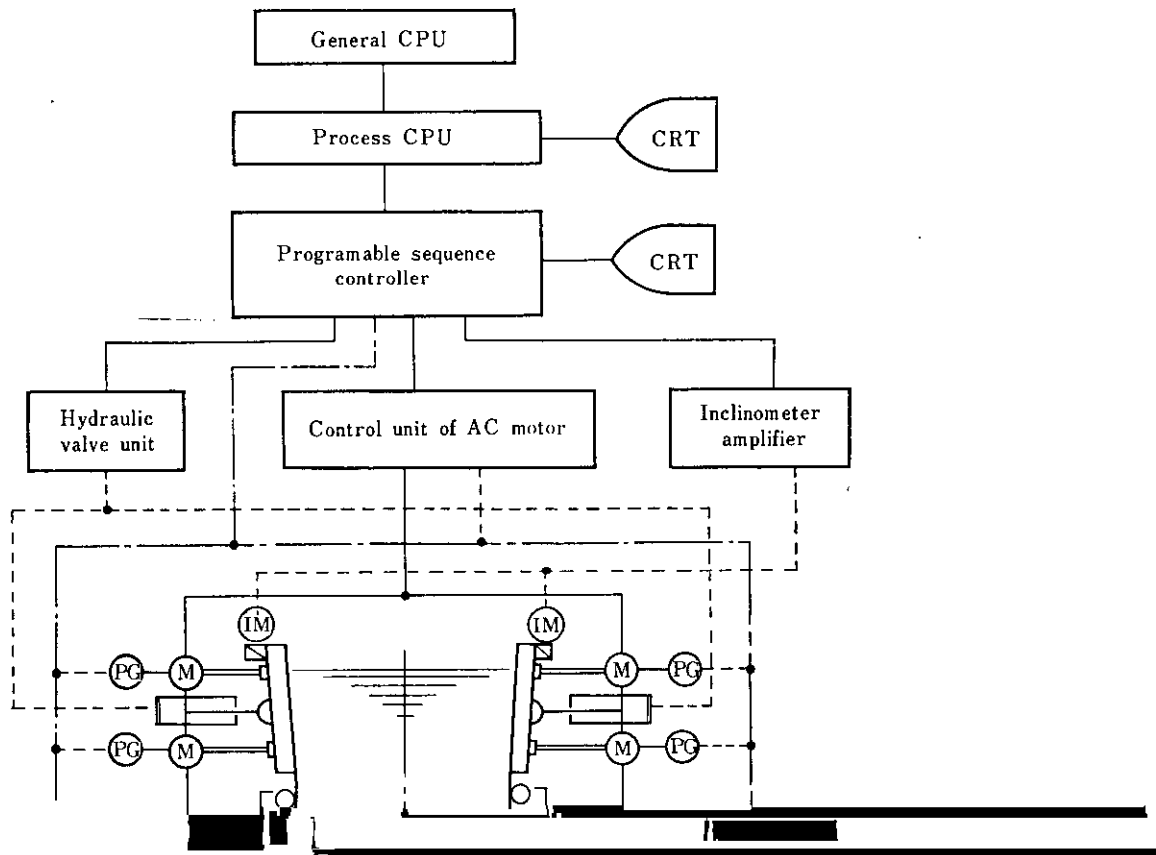 General CPU
Process CPU
CRT
Programable sequence
controller
CRT
Hydraulic
valve unit
Control unit of AC motor
Inclinometer
amplifier
IM
IM
PG
M
M
PG
PG
M
M
PG